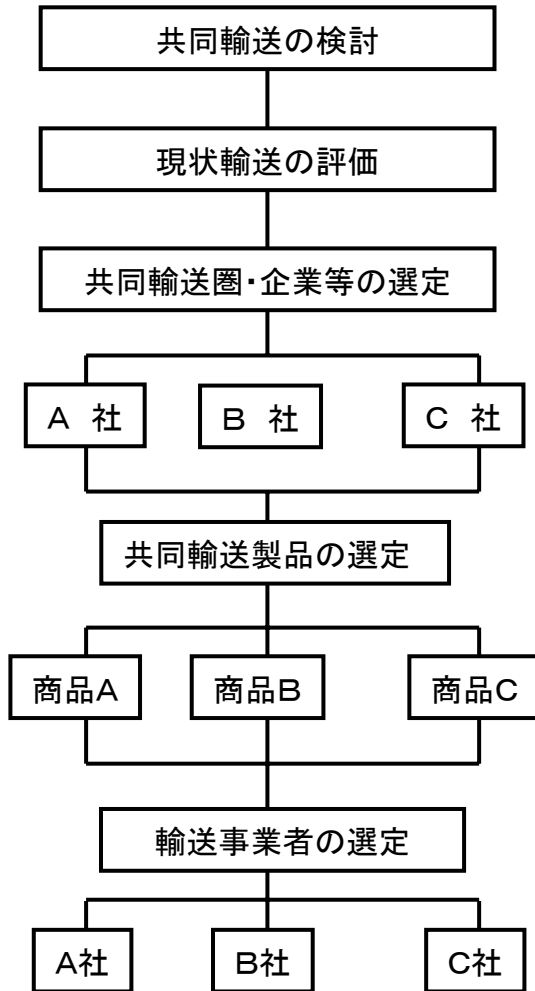 共同輸送の検討
現状輸送の評価
共同輸送圏・企業等の選定
A 社 B 社 C 社
共同輸送製品の選定
商品A 商品B 商品C
輸送事業者の選定
A社 B社 C社